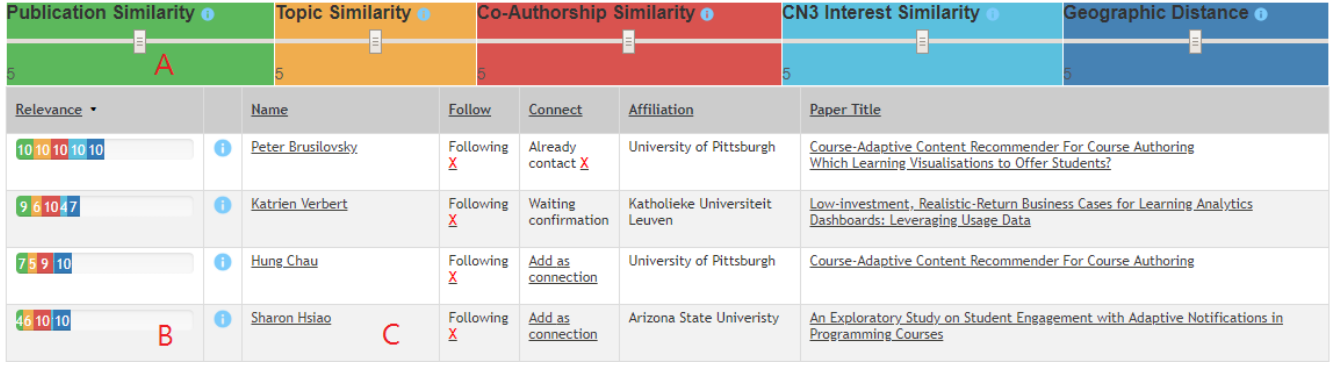 Publication Similarity i Topic Similarity i Co-Authorship Similarity i CN3 Interest Similarity i Geographic Distance i
5 A 5 5 5 5
Relevance Name Follow Connect Affiliation Paper Title
10 10 10 10 10 i Peter Brusilovsky Following Already University of Pittsburgh Course-Adaptive Content Recommender For Course Authoring
X contact X Which Learning Visualisations to Offer Students?
9 6 10 4 7 i Katrien Verbert Following Waiting Katholieke Universiteit Low-investment, Realistic-Return Business Cases for Learning Analytics
X confirmation Leuven Dashboards: Leveraging Usage Data
7 5 9 10 i Hung Chau Following Add as University of Pittsburgh Course-Adaptive Content Recommender For Course Authoring
X connection
4 6 10 10 i Sharon Hsiao Following Add as Arizona State Univeristy An Exploratory Study on Student Engagement with Adaptive Notifications in
B C X connection Programming Courses